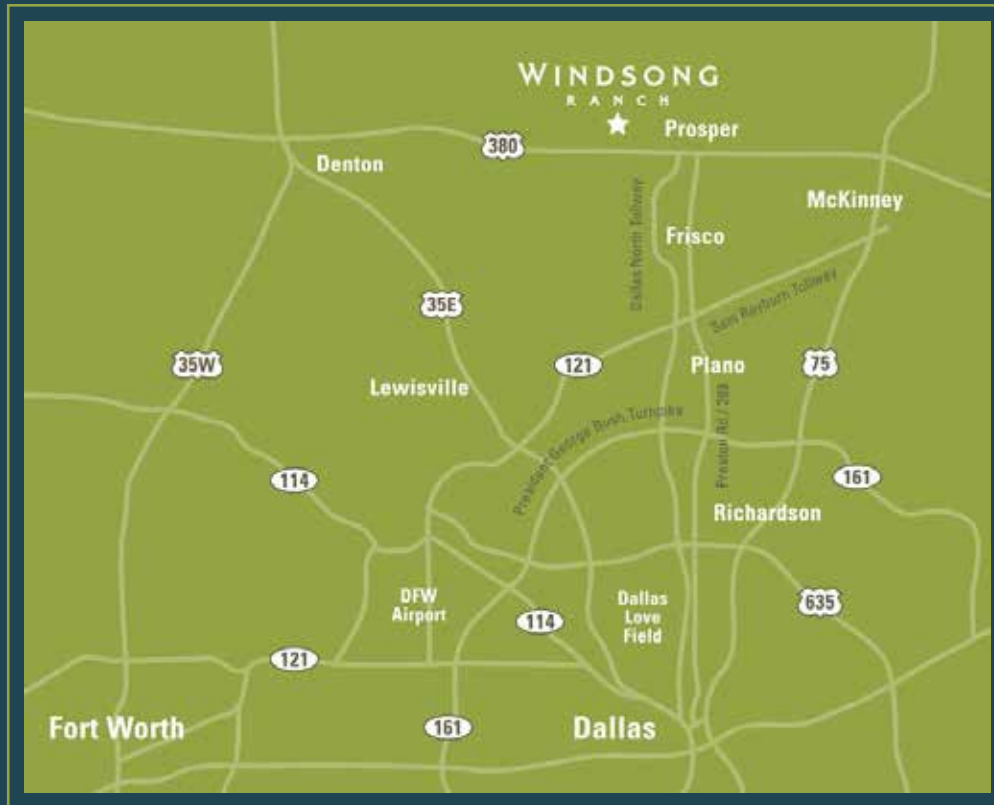 WINDSONG
RANCH
Prosper
380
Denton
McKinney
Dallas North Tollway
Frisco
35E
Sam Rayburn Tollway
35W
121
Plano
75
Lewisville
President George Bush Turnpike
Preston Rd / 289
114
161
Richardson
DFW
Airport
114
Dallas
Love
Field
635
121
Fort Worth
161
Dallas